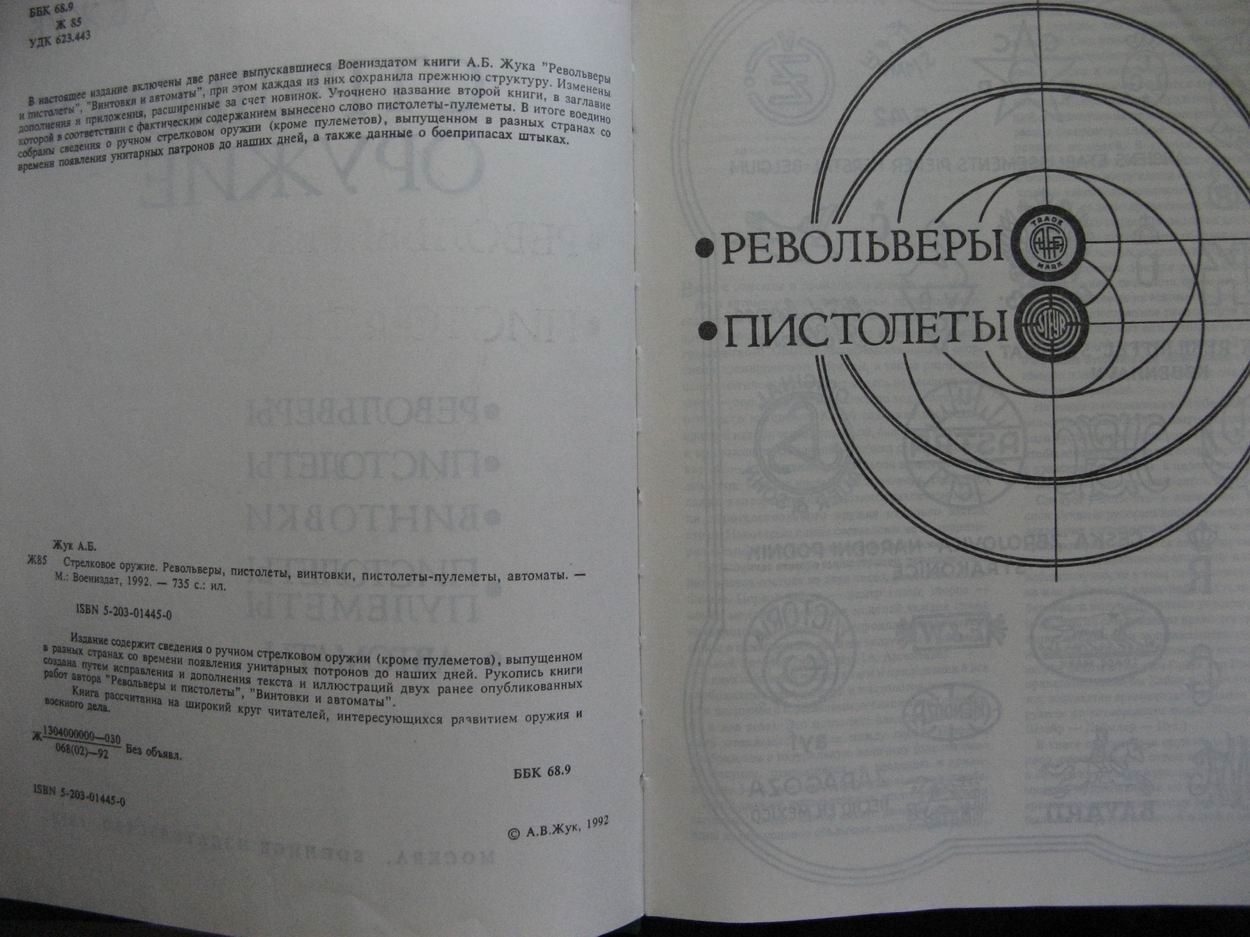 ББК 68.9
Ж 85
УДК 623.443
В настоящее издание включены две ранее выпускавшиеся Воениздатом книги А.Б. Жука "Револьверы
и пистолеты", "Винтовки и автоматы", при этом каждая из них сохранила прежнюю структуру. Изменены
дополнения и приложения, расширенные за счет новинок. Уточнено название второй книги, в заглавие
которой в соответствии с фактическим содержанием вынесено слово пистолеты-пулеметы. В итоге воедино
собраны сведения о ручном стрелковом оружии (кроме пулеметов), выпущенном в разных странах со
времени появления унитарных патронов до наших дней, а также данные о боеприпасах штыках.
Жук А.Б.
Ж85 Стрелковое оружие. Револьверы, пистолеты, винтовки, пистолеты-пулеметы, автоматы. —
М.: Воениздат, 1992. — 735 с.: ил.
ISBN 5-203-01445-0
Издание содержит сведения о ручном стрелковом оружии (кроме пулеметов), выпущенном
в разных странах со времени появления унитарных потронов до наших дней. Рукопись книги
создана путем исправления и дополнения текста и иллюстраций двух ранее опубликованных
работ автора "Револьверы и пистолеты", "Винтовки и автоматы".
Книга рассчитанна на широкий круг читателей, интересующихся развитием оружия и
военного дела.
Ж 1304000000—030
068(02)—92 Без объявл.
ББК 68.9
ISBN 5-203-01445-0
© А.В.Жук, 1992
• РЕВОЛЬВЕРЫ
TRADE
MARK
• ПИСТОЛЕТЫ
STEYR